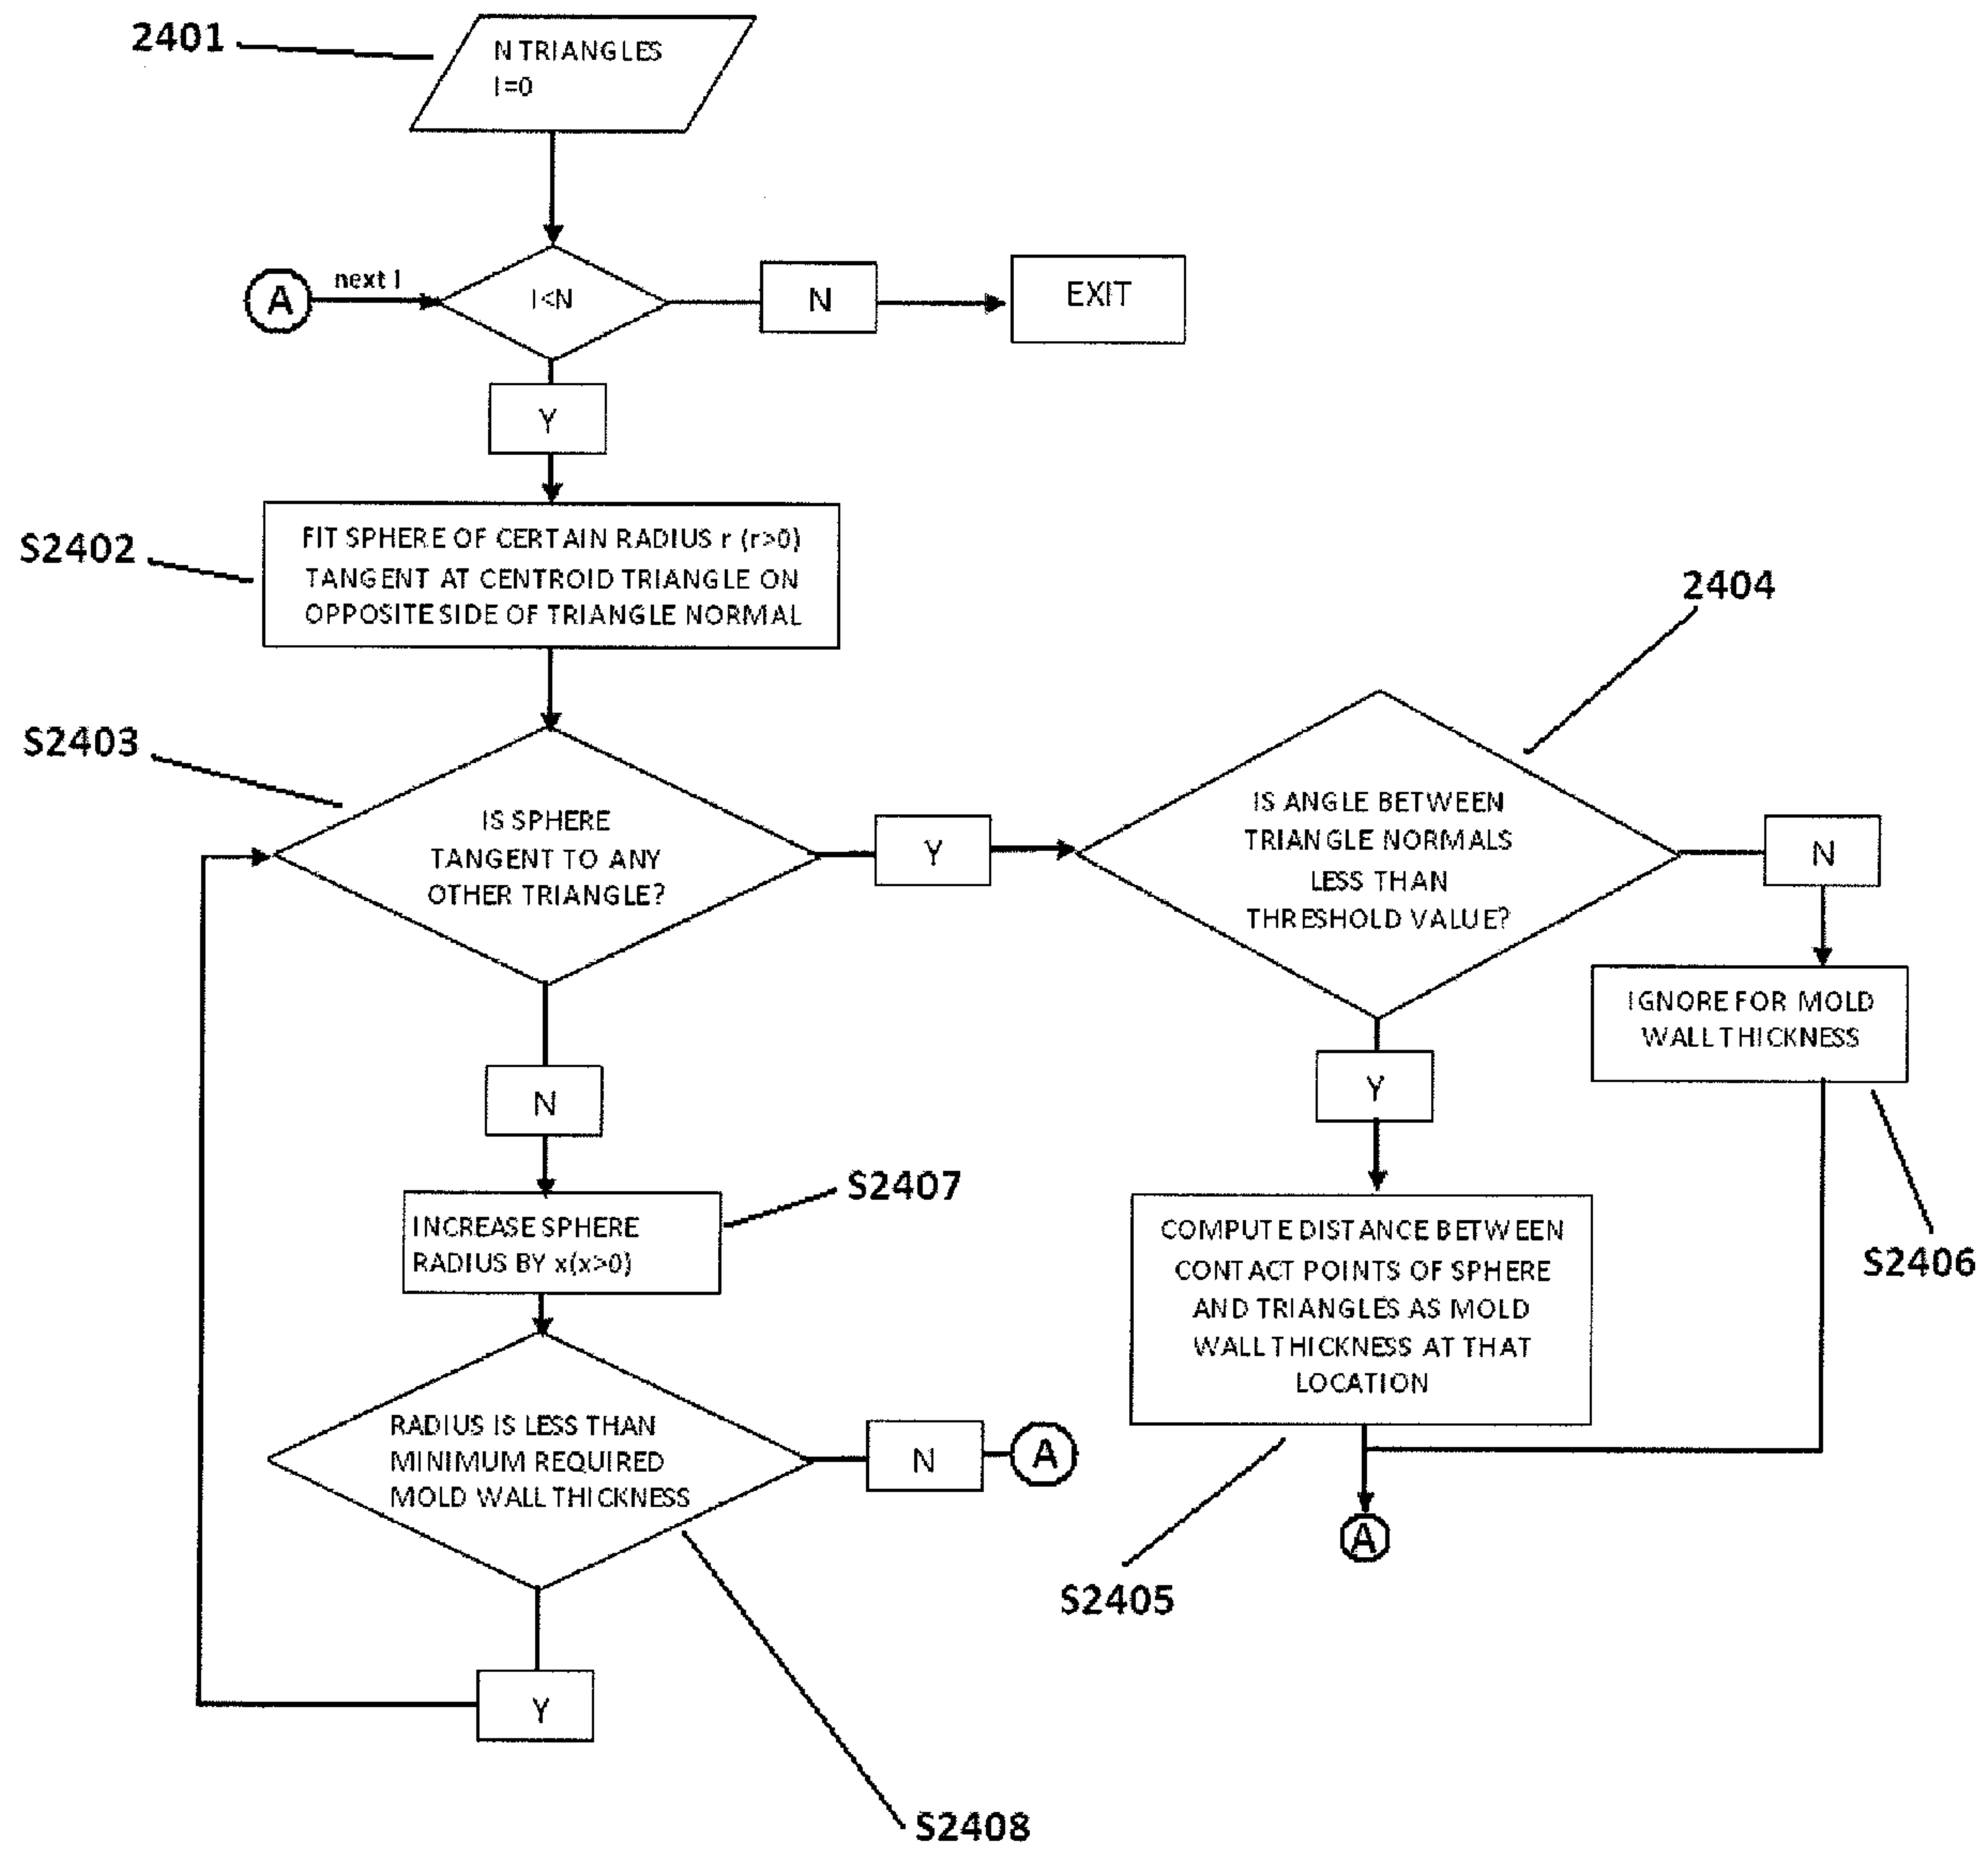 2401
N TRIANGLES
I=0
A
next I
I<N
N
EXIT
Y
S2402
FIT SPHERE OF CERTAIN RADIUS r (r>0)
TANGENT AT CENTROID TRIANGLE ON
OPPOSITE SIDE OF TRIANGLE NORMAL
2404
S2403
IS SPHERE
TANGENT TO ANY
OTHER TRIANGLE?
Y
IS ANGLE BETWEEN
TRIANGLE NORMALS
LESS THAN
THRESHOLD VALUE?
N
IGNORE FOR MOLD
WALL THICKNESS
S2406
N
Y
S2407
INCREASE SPHERE
RADIUS BY x(x>0)
COMPUTE DISTANCE BETWEEN
CONTACT POINTS OF SPHERE
AND TRIANGLES AS MOLD
WALL THICKNESS AT THAT
LOCATION
RADIUS IS LESS THAN
MINIMUM REQUIRED
MOLD WALL THICKNESS
N
A
A
S2405
Y
S2408